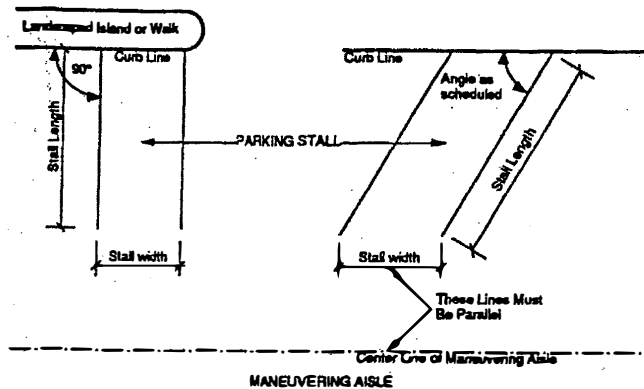 Landscaped Island or Walk
Curb Line
90°
Stall Length
Stall width
PARKING STALL
Curb Line
Angle as
scheduled
Stall Length
Stall width
These Lines Must
Be Parallel
Center Line of Maneuvering Aisle
MANEUVERING AISLE